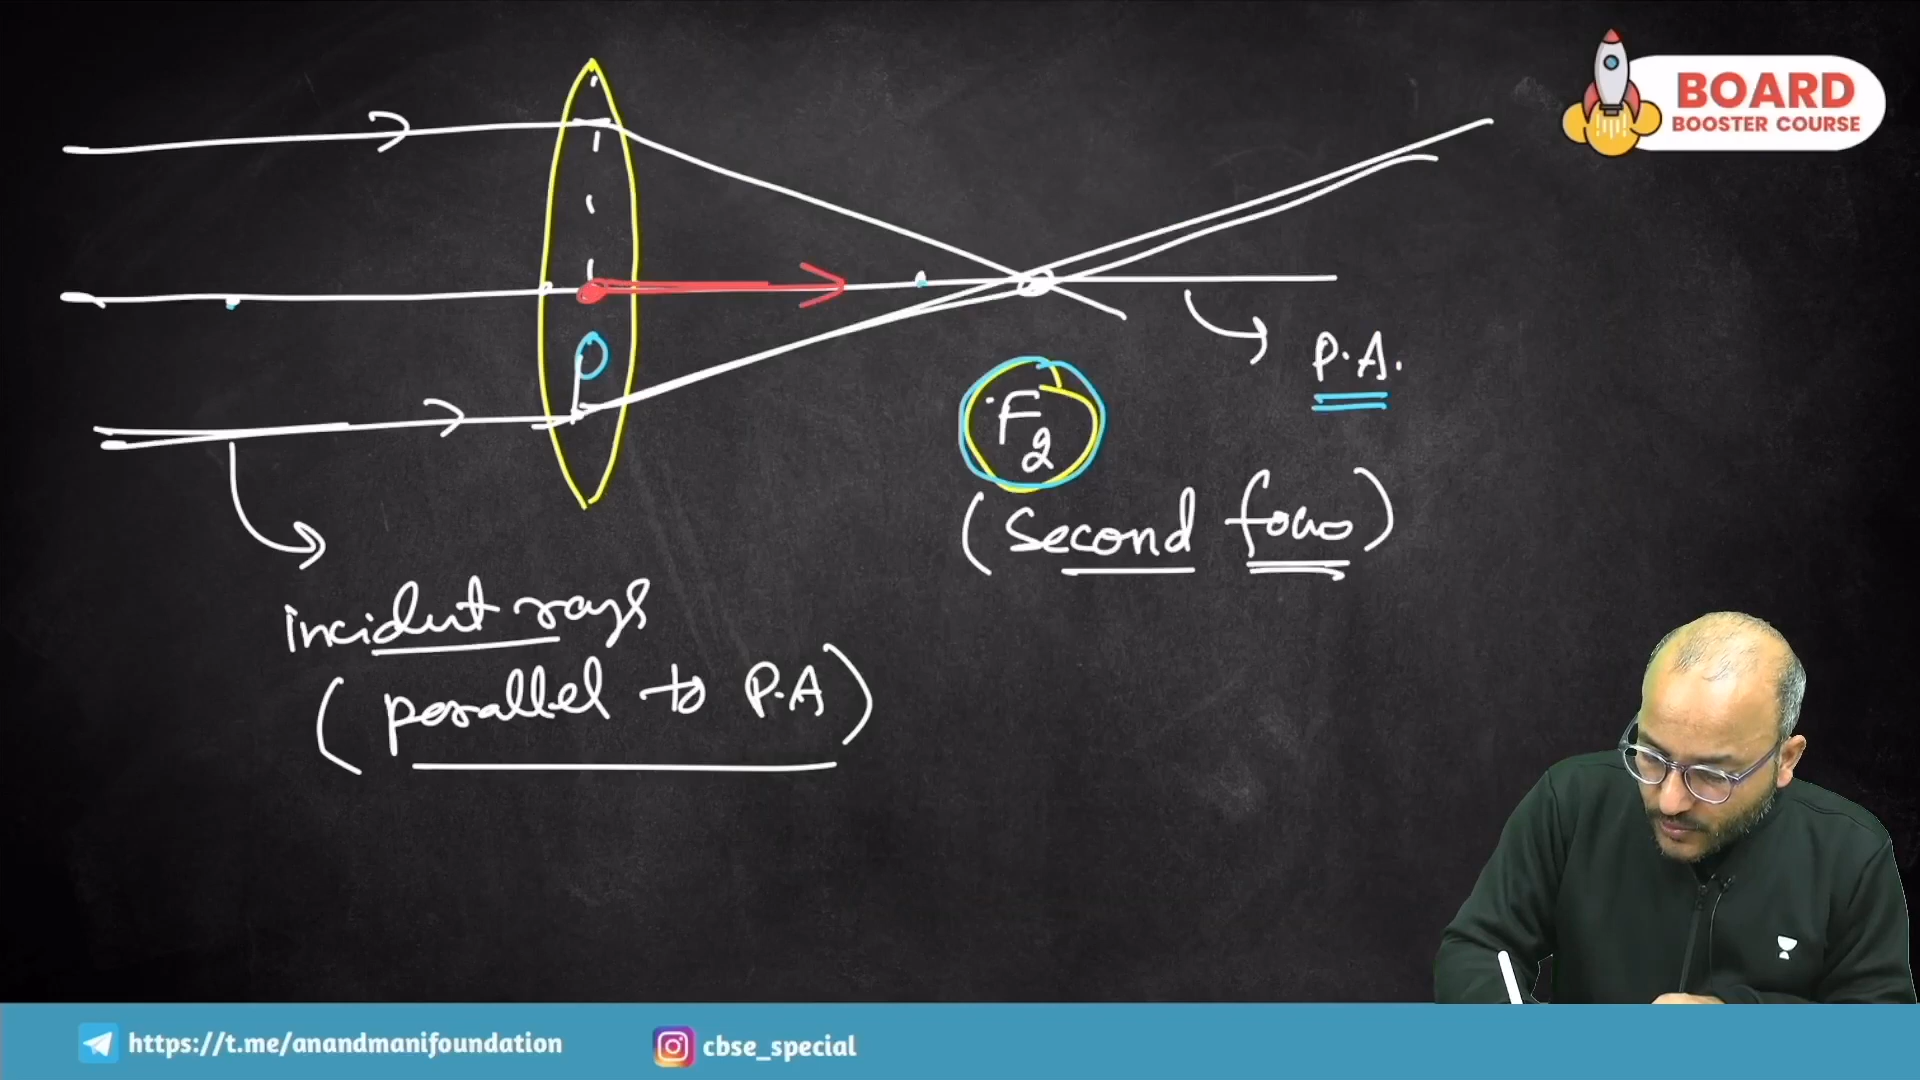 BOARD
BOOSTER COURSE
P
P.A.
F2
(Second focus)
incident rays
(parallel to P.A)
https://t.me/anandmanifoundation
cbse_special